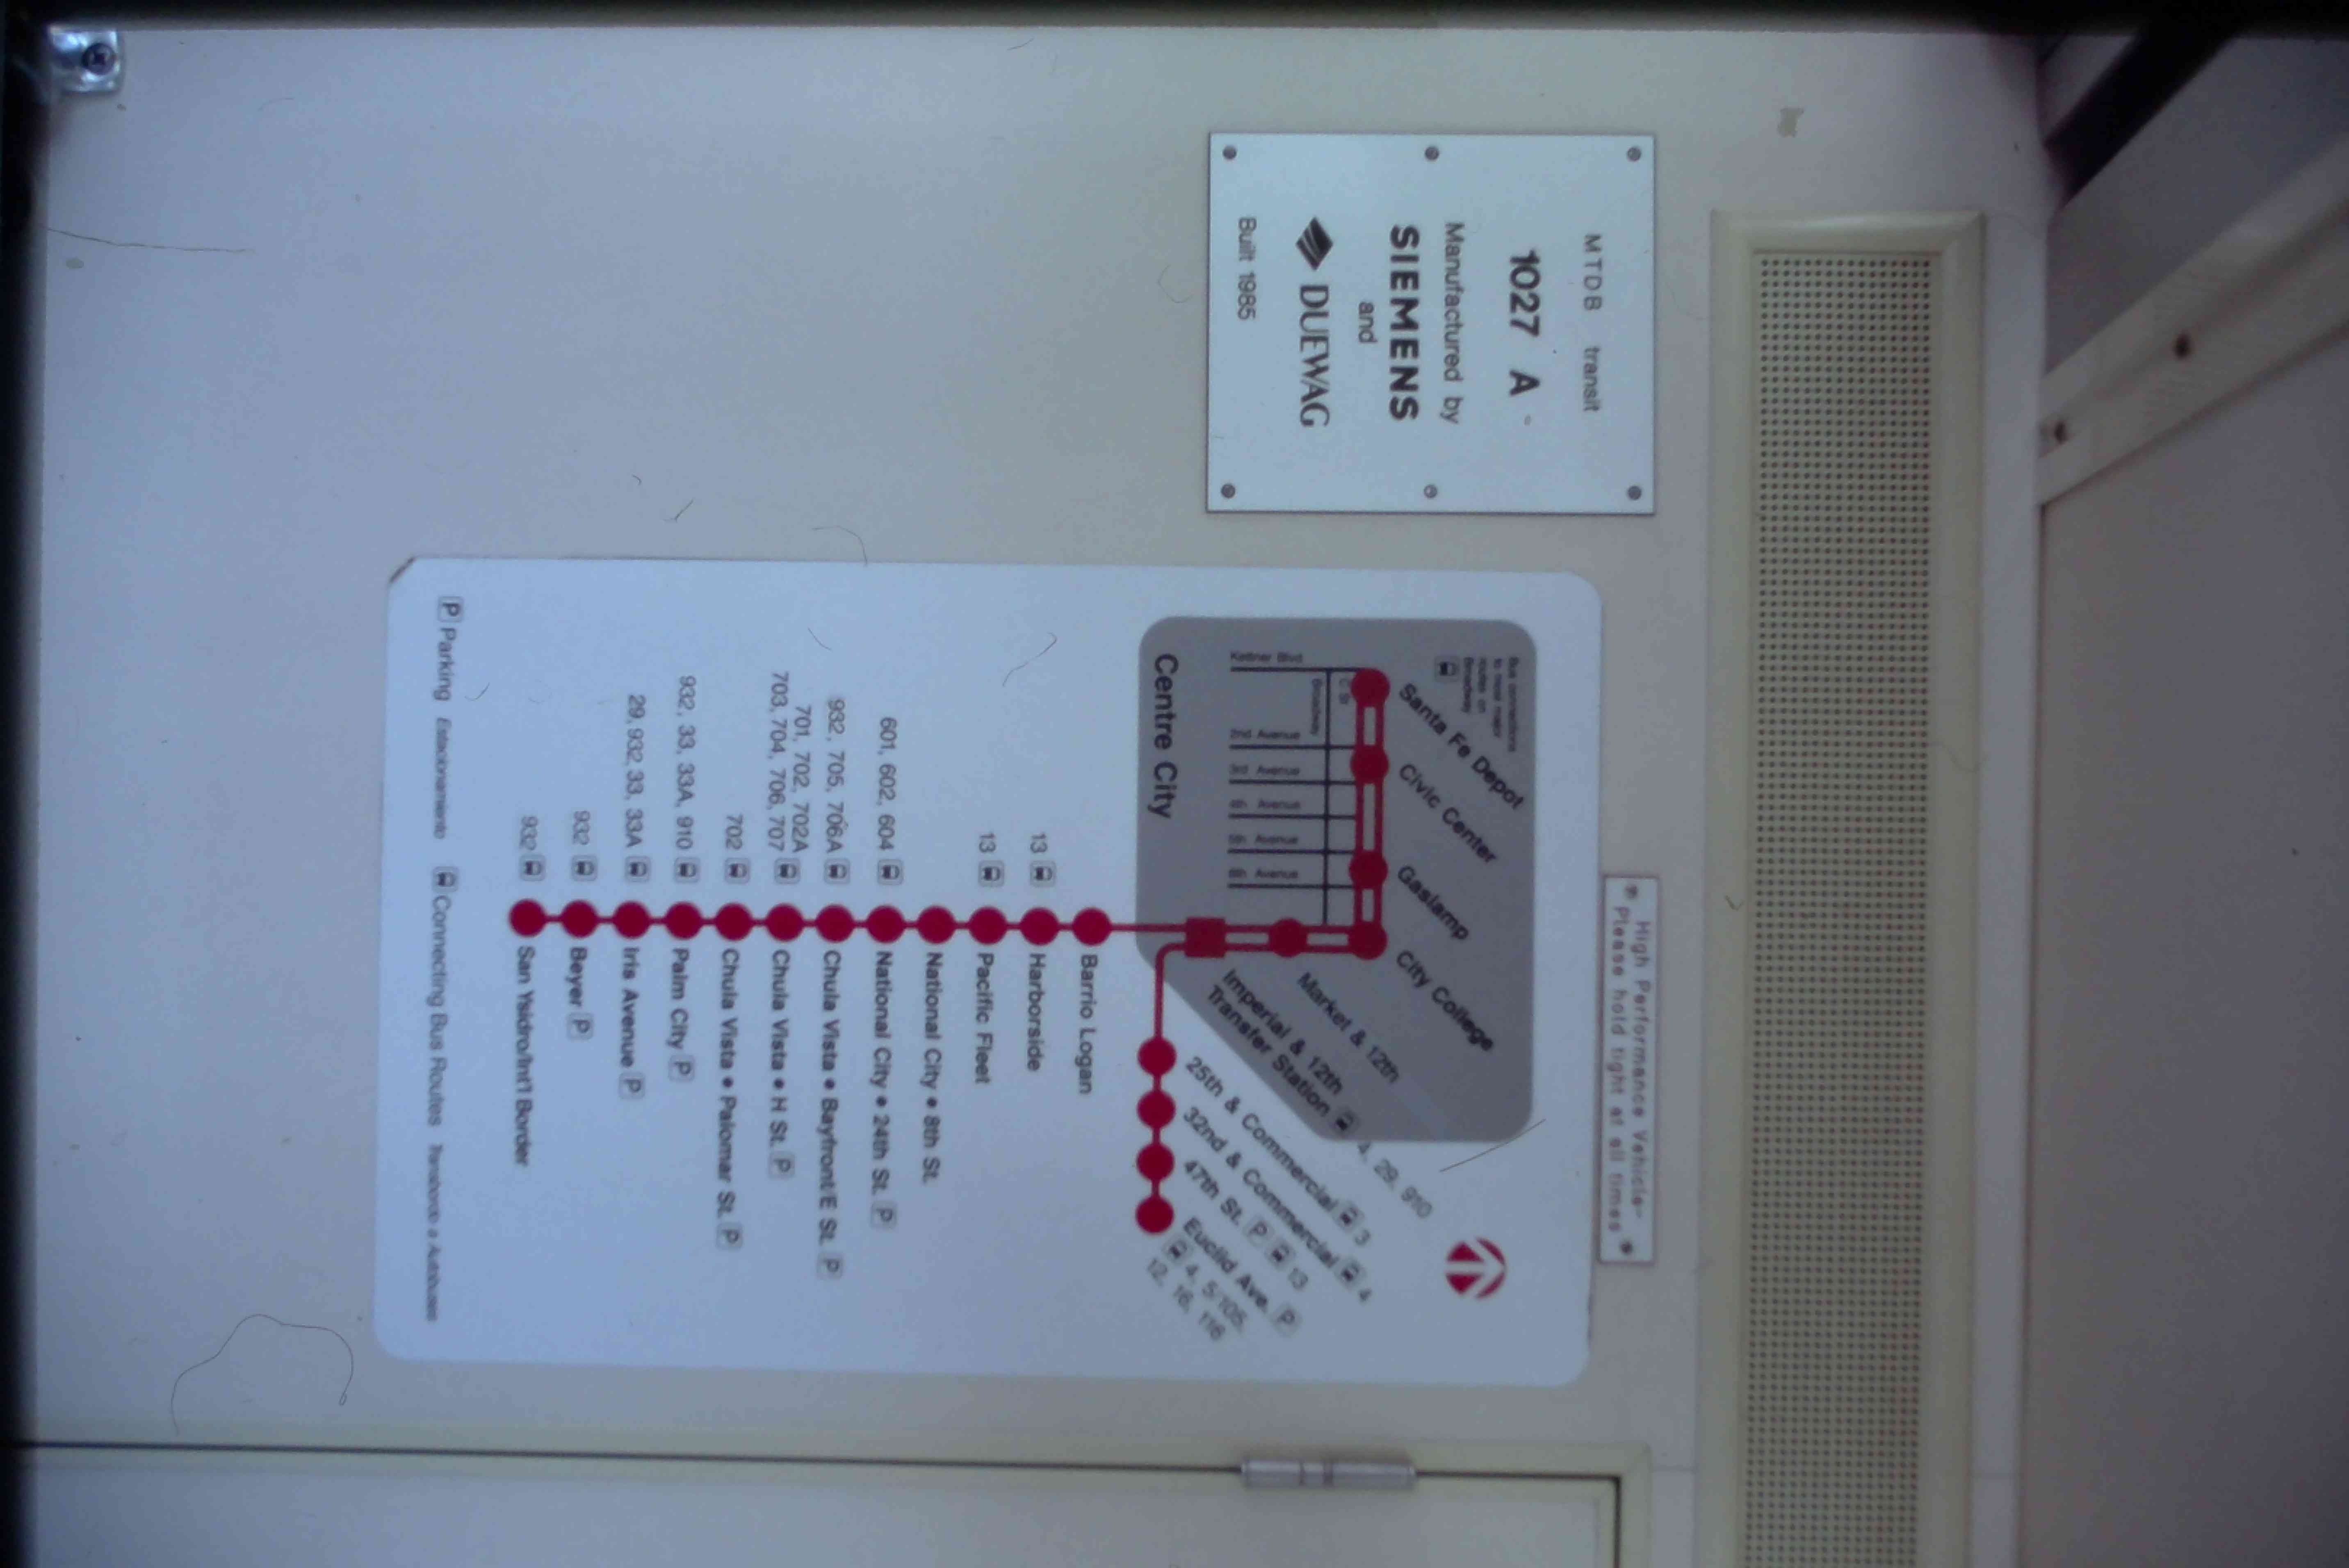 MTDB transit
1027 A
Manufactured by
SIEMENS
and
DUEWAG
Built 1985
High Performance Vehicle-
Please hold tight at all times
Bus connections
to most major
routes on
Broadway
Santa Fe Depot
Civic Center
Gaslamp
City College
Market & 12th
Imperial & 12th
Transfer Station 4, 29, 910
Kettner Blvd.
C St.
Broadway
2nd Avenue
3rd Avenue
4th Avenue
5th Avenue
6th Avenue
Centre City
25th & Commercial 3
32nd & Commercial 4
47th St. P 13
Euclid Ave. P
4, 5/105,
12, 16, 116
Barrio Logan
13 Harborside
13 Pacific Fleet
National City • 8th St.
601, 602, 604 National City • 24th St. P
932, 705, 706A Chula Vista • Bayfront/E St. P
701, 702, 702A
703, 704, 706, 707 Chula Vista • H St. P
702 Chula Vista • Palomar St. P
932, 33, 33A, 910 Palm City P
29, 932, 33, 33A Iris Avenue P
932 Beyer P
932 San Ysidro/Int'l Border
P Parking Estacionamiento Connecting Bus Routes Transbordo a Autobuses